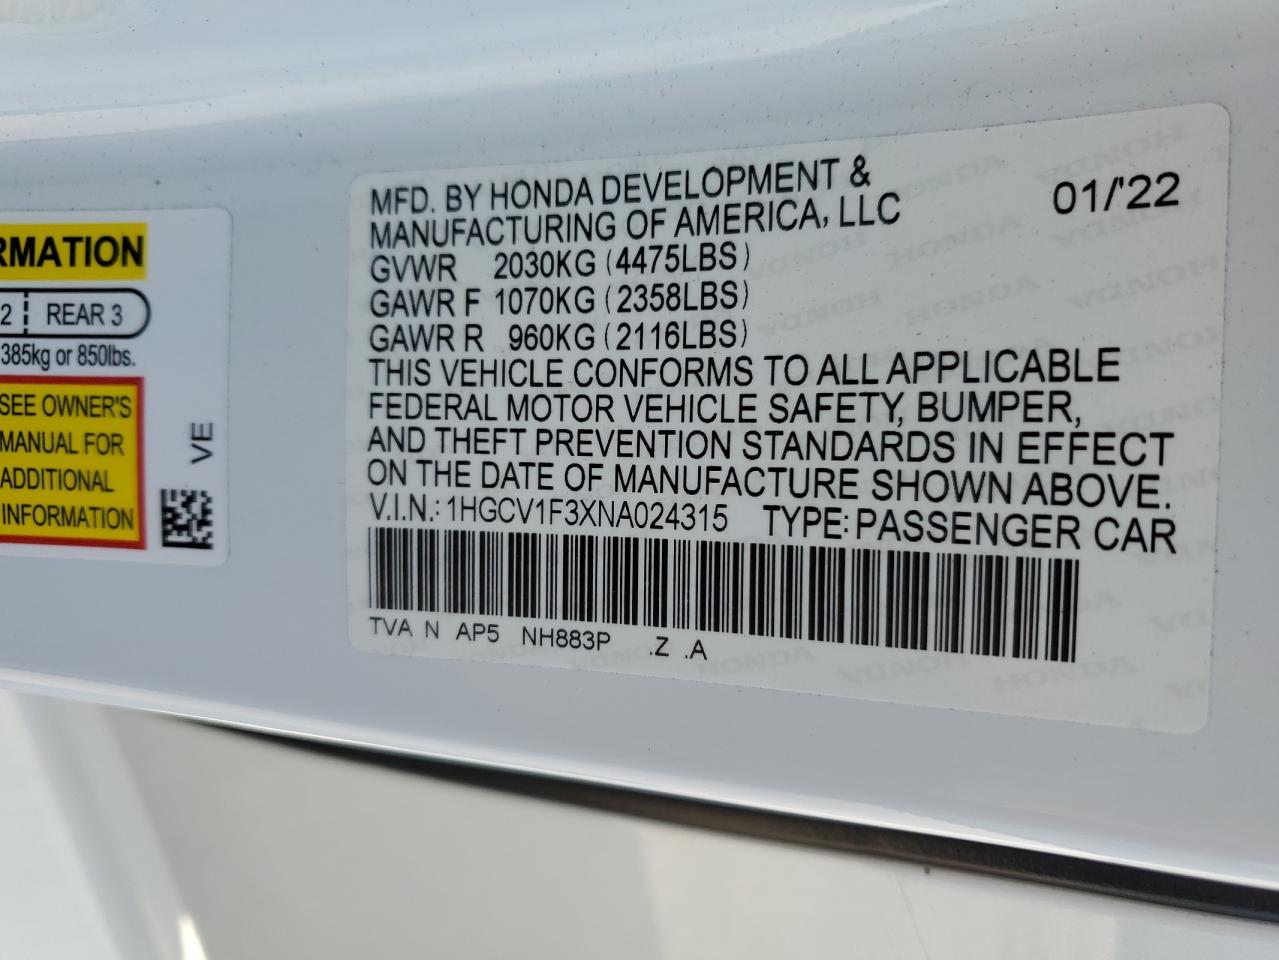 RMATION
2 REAR 3
385kg or 850lbs.
SEE OWNER'S
MANUAL FOR
ADDITIONAL
INFORMATION
VE
MFD. BY HONDA DEVELOPMENT &
MANUFACTURING OF AMERICA, LLC
01/'22
GVWR 2030KG (4475LBS)
GAWR F 1070KG (2358LBS)
GAWR R 960KG (2116LBS)
THIS VEHICLE CONFORMS TO ALL APPLICABLE
FEDERAL MOTOR VEHICLE SAFETY, BUMPER,
AND THEFT PREVENTION STANDARDS IN EFFECT
ON THE DATE OF MANUFACTURE SHOWN ABOVE.
V.I.N.: 1HGCV1F3XNA024315 TYPE: PASSENGER CAR
TVA N AP5 NH883P .Z .A